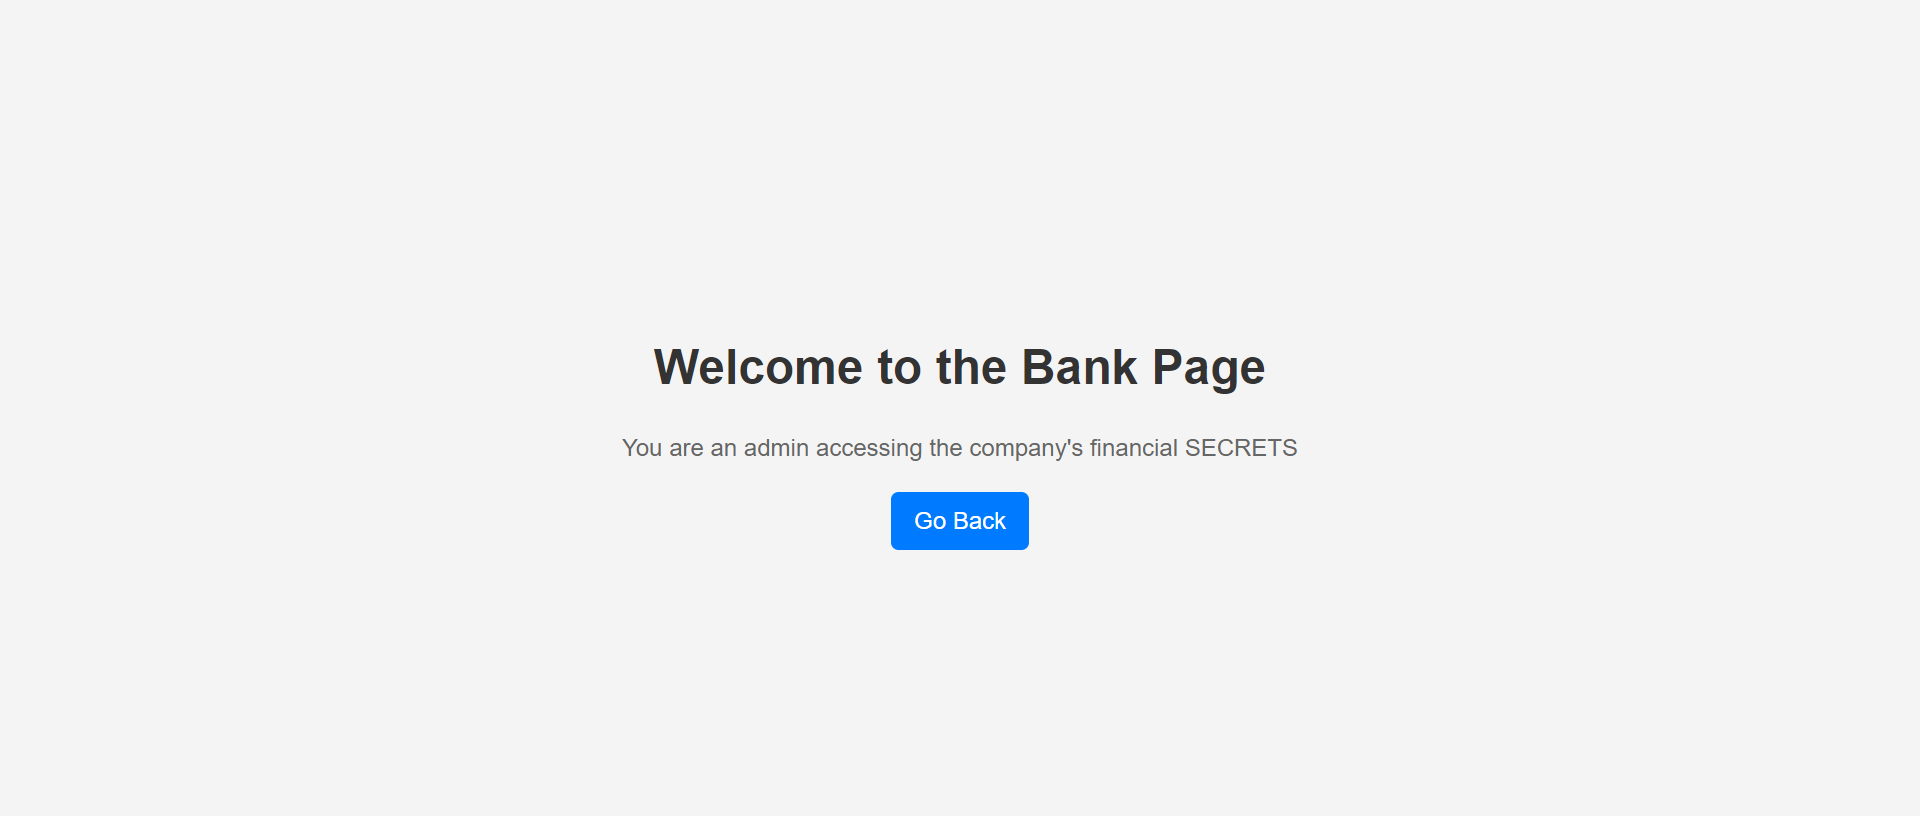 Welcome to the Bank Page
You are an admin accessing the company's financial SECRETS
Go Back